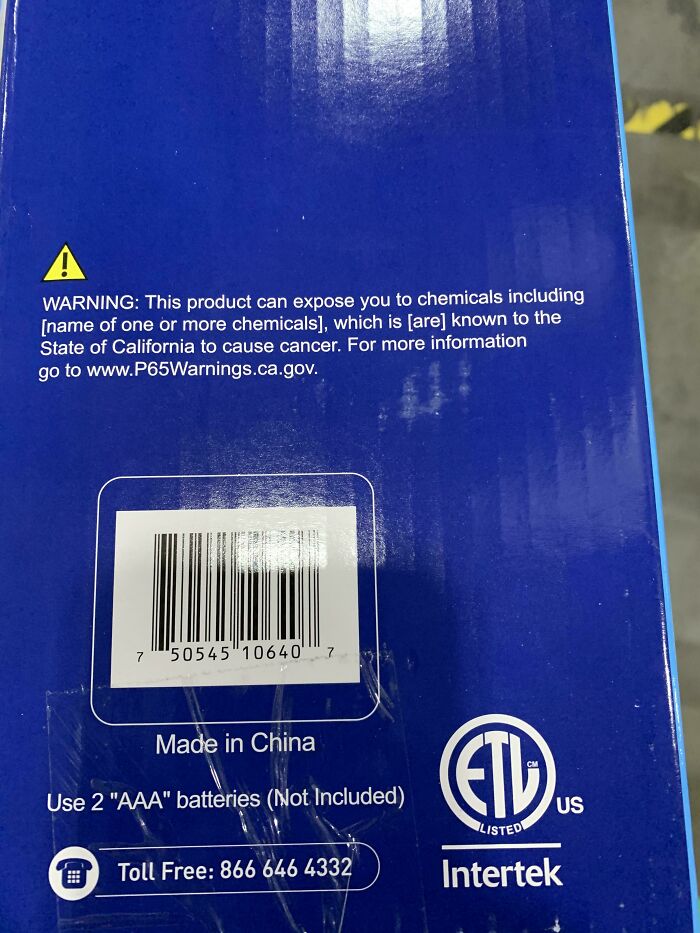 WARNING: This product can expose you to chemicals including
[name of one or more chemicals], which is [are] known to the
State of California to cause cancer. For more information
go to www.P65Warnings.ca.gov.
7 50545 10640 7
Made in China
Use 2 "AAA" batteries (Not Included)
Toll Free: 866 646 4332
ETL CM
LISTED
US
Intertek